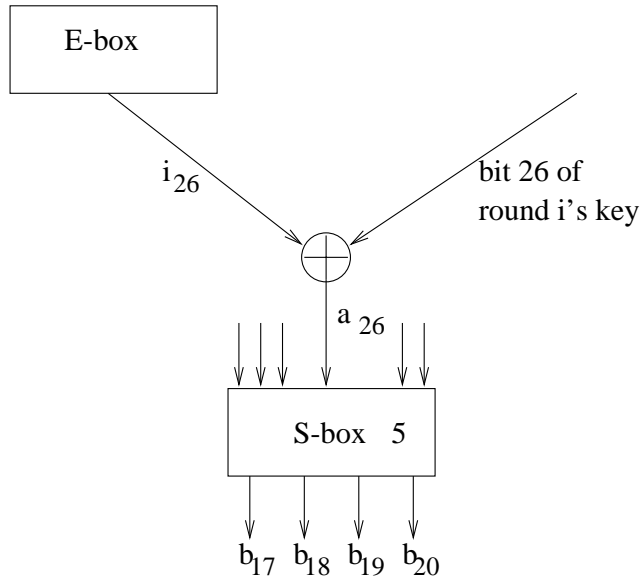 E-box
i26
bit 26 of
round i's key
a 26
S-box 5
b17 b18 b19 b20